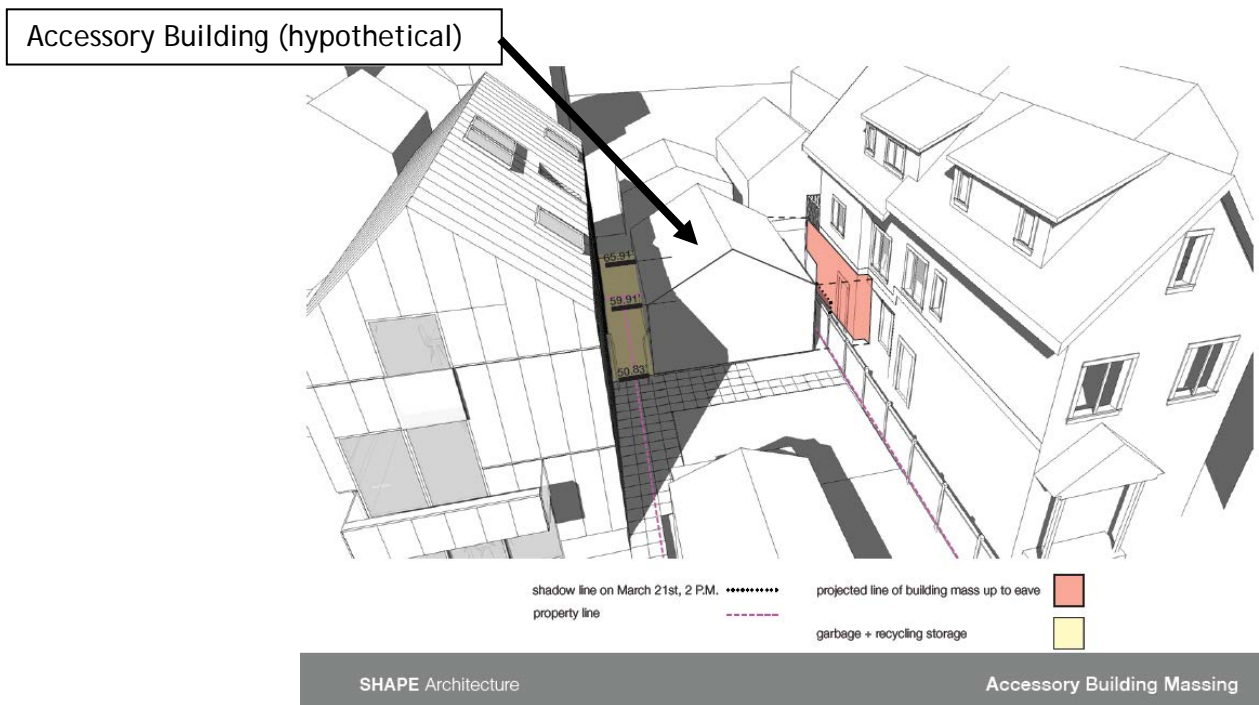 Accessory Building (hypothetical)
65.91'
59.91'
50.83'
shadow line on March 21st, 2 P.M.
property line
projected line of building mass up to eave
garbage + recycling storage
SHAPE Architecture
Accessory Building Massing